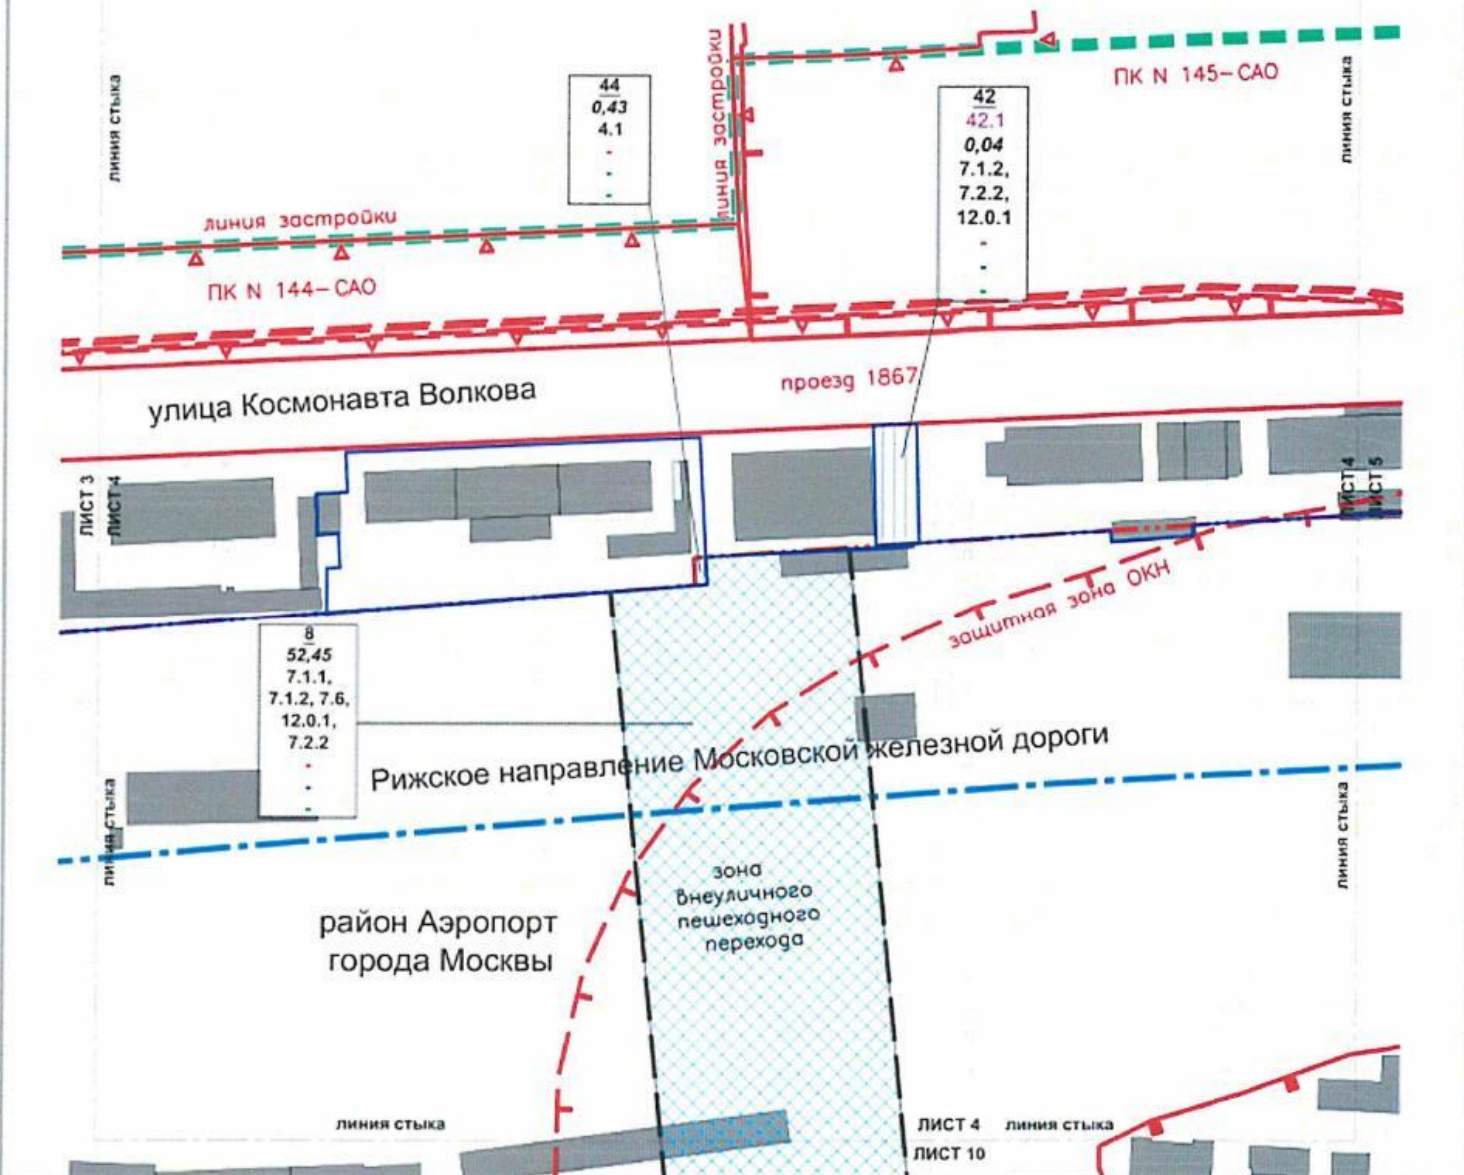 линия стыка
линия застройки
44
0,43
4.1
-
-
-
42
42.1
0,04
7.1.2,
7.2.2,
12.0.1
-
-
-
ПК N 145-САО
линия стыка
линия застройки
ПК N 144-САО
улица Космонавта Волкова
проезд 1867
ЛИСТ 3
ЛИСТ 4
ЛИСТ 4
ЛИСТ 5
защитная зона ОКН
8
52,45
7.1.1,
7.1.2, 7.6,
12.0.1,
7.2.2
-
-
-
Рижское направление Московской железной дороги
линия стыка
линия стыка
зона
внеуличного
пешеходного
перехода
район Аэропорт
города Москвы
линия стыка
ЛИСТ 4
линия стыка
ЛИСТ 10